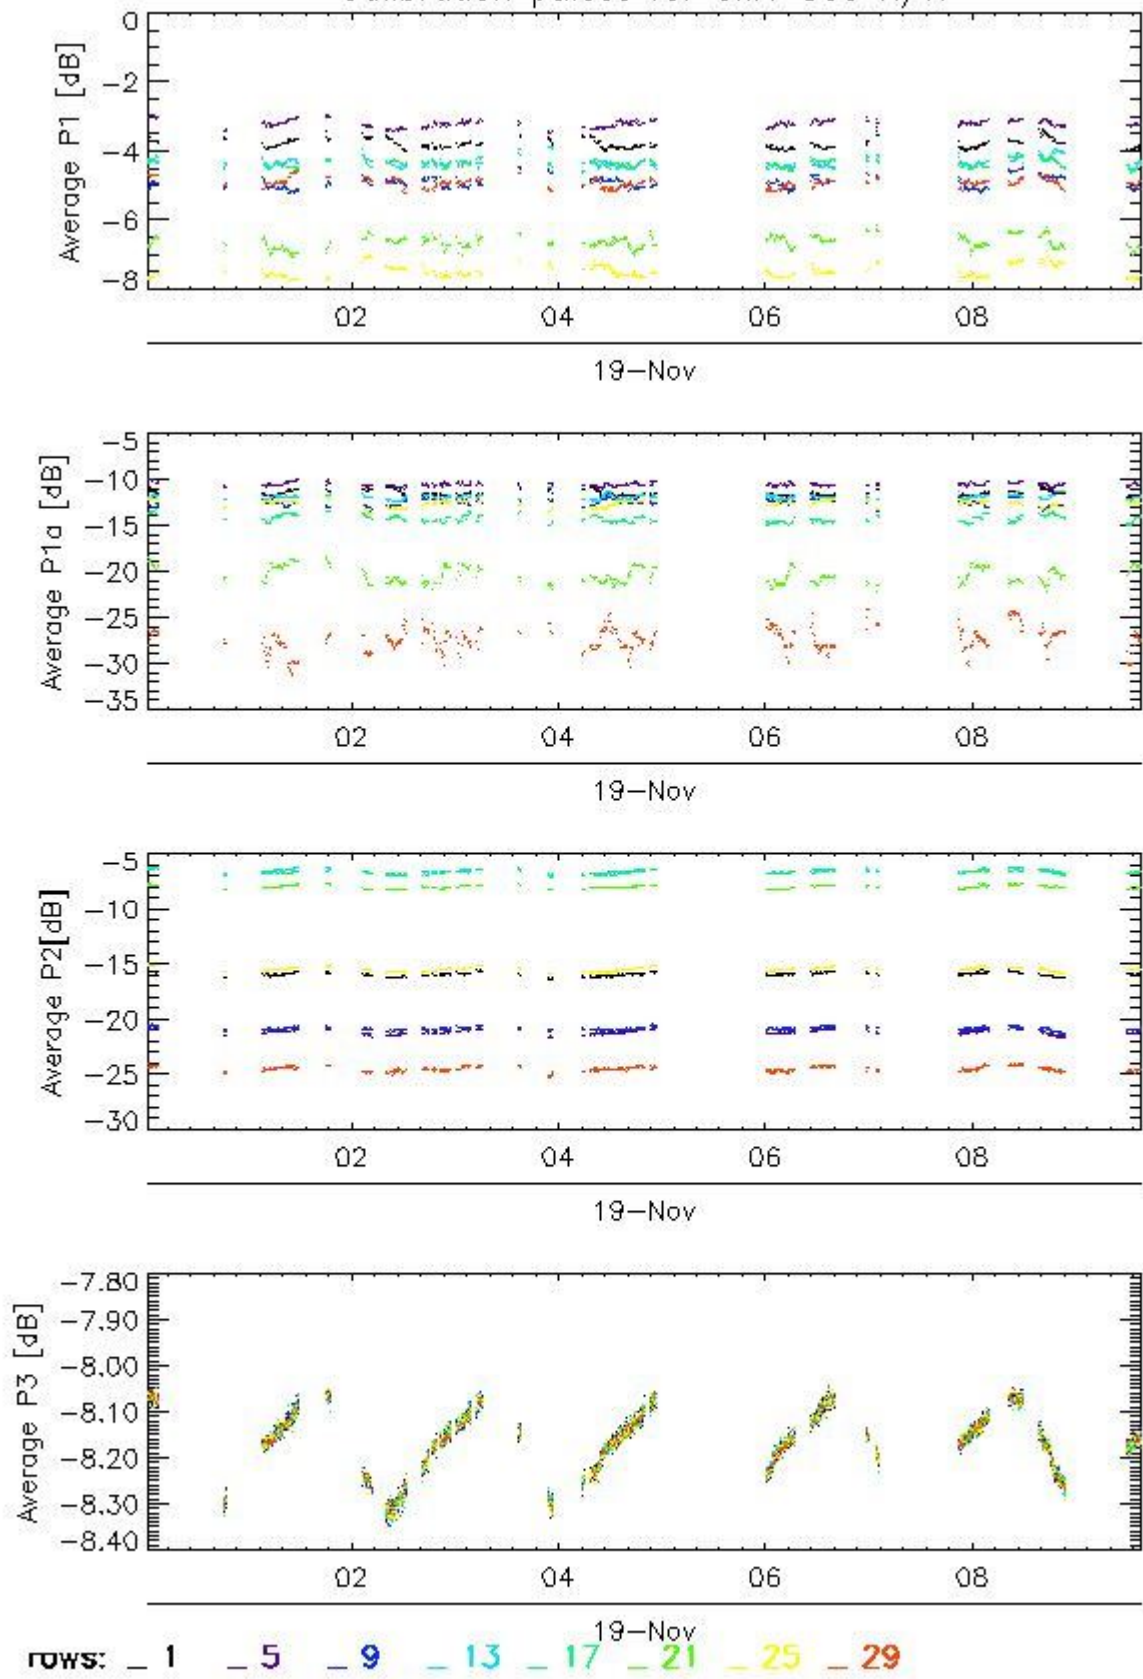 Average P1 [dB]
0
−2
−4
−6
−8
02 04 06 08
19−Nov
Average P1a [dB]
−5
−10
−15
−20
−25
−30
−35
02 04 06 08
19−Nov
Average P2[dB]
−5
−10
−15
−20
−25
−30
02 04 06 08
19−Nov
Average P3 [dB]
−7.80
−7.90
−8.00
−8.10
−8.20
−8.30
−8.40
02 04 06 08
19−Nov
rows: _ 1 _ 5 _ 9 _ 13 _ 17 _ 21 _ 25 _ 29